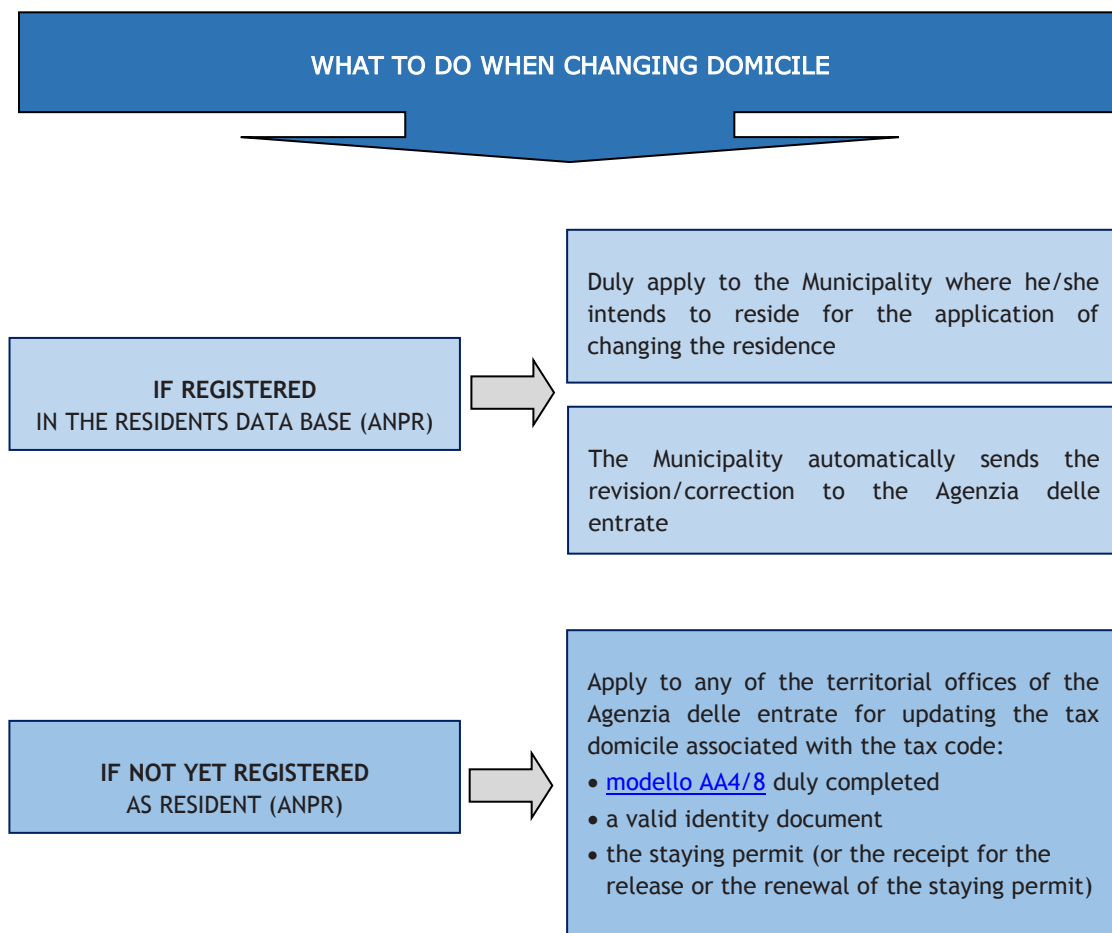 WHAT TO DO WHEN CHANGING DOMICILE
IF REGISTERED
IN THE RESIDENTS DATA BASE (ANPR)
Duly apply to the Municipality where he/she
intends to reside for the application of
changing the residence
The Municipality automatically sends the
revision/correction to the Agenzia delle
entrate
IF NOT YET REGISTERED
AS RESIDENT (ANPR)
Apply to any of the territorial offices of the
Agenzia delle entrate for updating the tax
domicile associated with the tax code:
• modello AA4/8 duly completed
• a valid identity document
• the staying permit (or the receipt for the
release or the renewal of the staying permit)